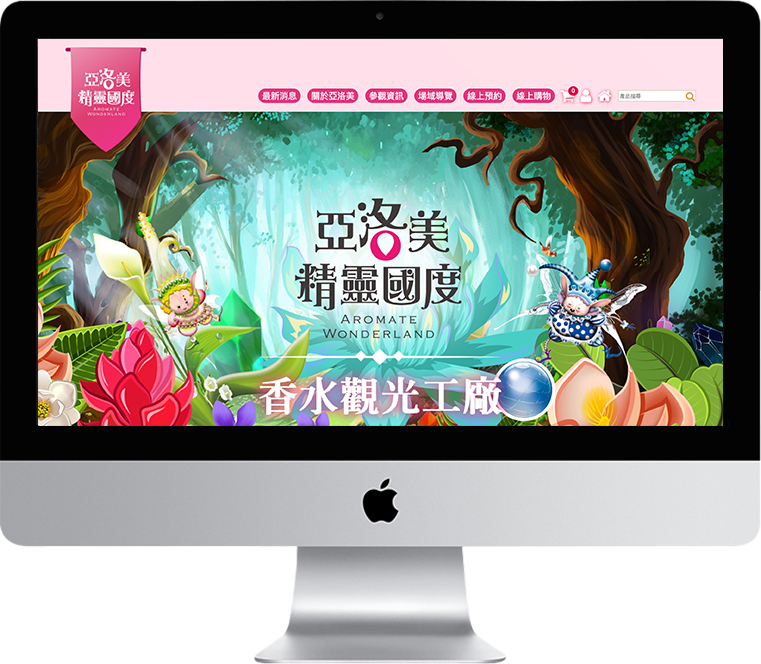 亞洛美
精靈國度
AROMATE
WONDERLAND
最新消息 關於亞洛美 參觀資訊 場域導覽 線上預約 線上購物 0 產品搜尋
亞洛美
精靈國度
AROMATE
WONDERLAND
香水觀光工廠